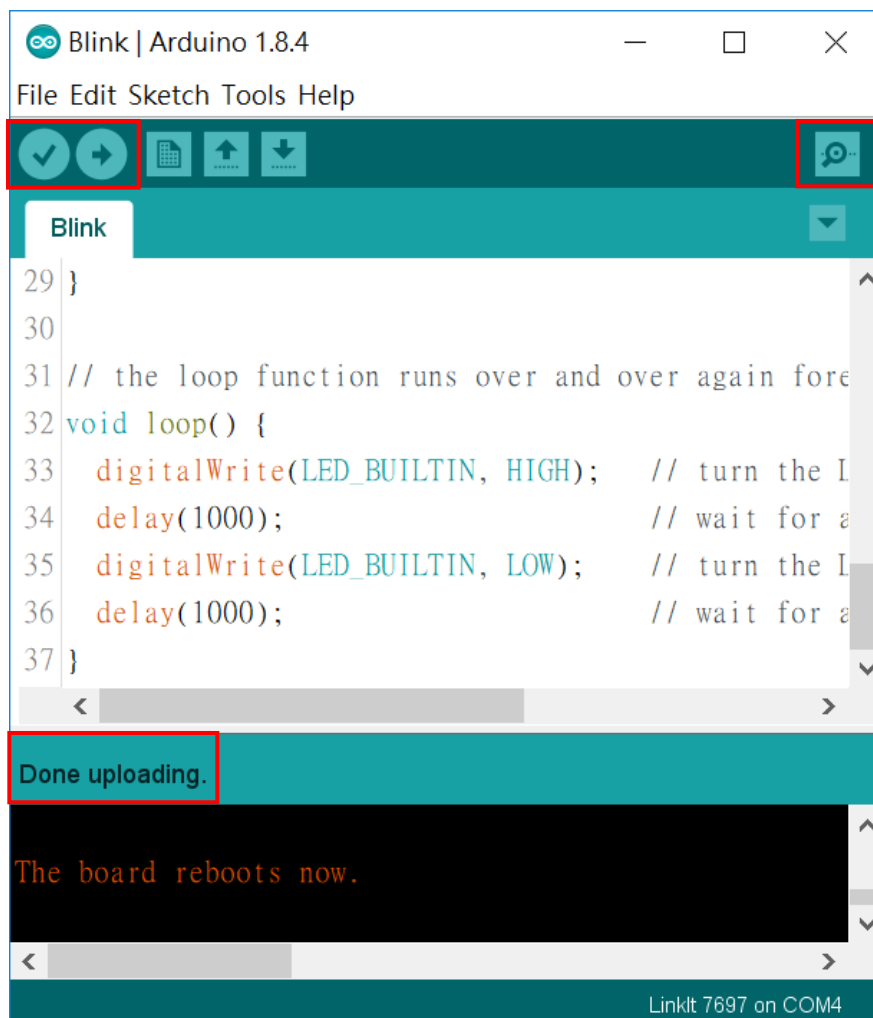 Blink | Arduino 1.8.4
File Edit Sketch Tools Help
Blink
29 }
30
31 // the loop function runs over and over again fore
32 void loop() {
33   digitalWrite(LED_BUILTIN, HIGH);   // turn the L
34   delay(1000);                       // wait for a
35   digitalWrite(LED_BUILTIN, LOW);    // turn the L
36   delay(1000);                       // wait for a
37 }
Done uploading.
The board reboots now.
LinkIt 7697 on COM4